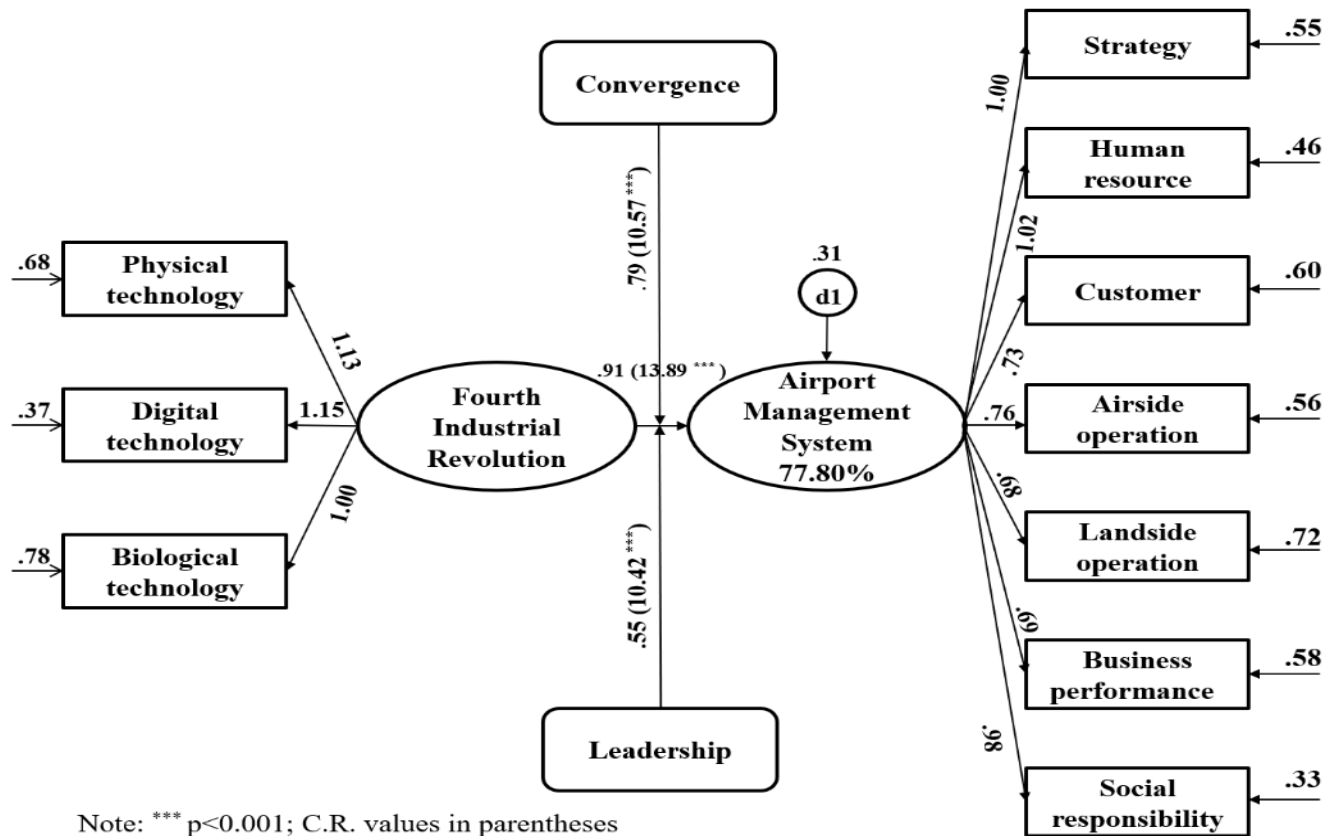 Convergence
Strategy
.55
1.00
Human
resource
.46
1.02
.79 (10.57 ***)
.68
Physical
technology
1.13
.31
d1
Customer
.60
.73
.91 (13.89 ***)
.37
Digital
technology
1.15
Fourth
Industrial
Revolution
Airport
Management
System
77.80%
.76
Airside
operation
.56
1.00
.68
.78
Biological
technology
Landside
operation
.72
.55 (10.42 ***)
.69
Business
performance
.58
Leadership
.86
Social
responsibility
.33
Note: *** p<0.001; C.R. values in parentheses